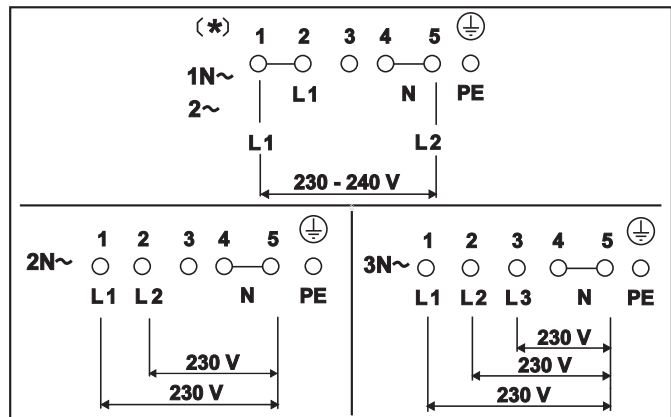 (*) 1 2 3 4 5
1N~ L1 N PE
2~
L1 L2
230 - 240 V
1 2 3 4 5
2N~
L1 L2 N PE
230 V
230 V
1 2 3 4 5
3N~
L1 L2 L3 N PE
230 V
230 V
230 V